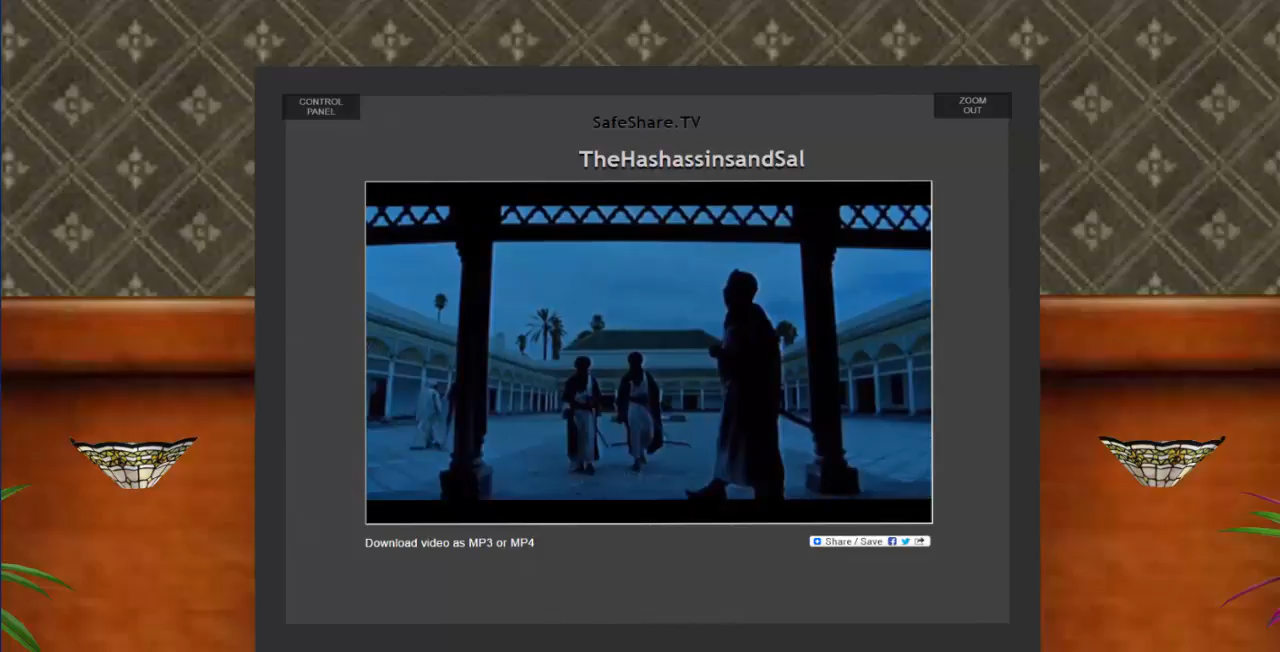 CONTROL
PANEL
ZOOM
OUT
SafeShare.TV
TheHashassinsandSal
Download video as MP3 or MP4
Share / Save